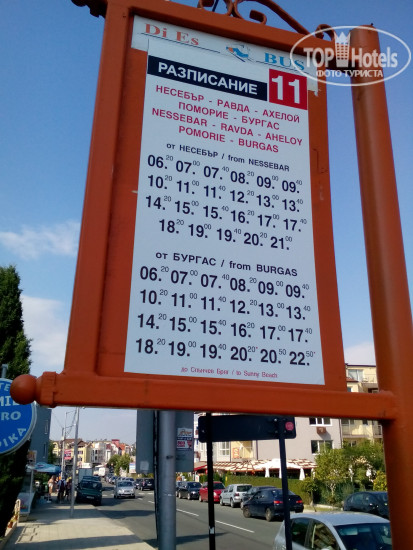 Di Es BUS
TOPHotels
ФОТО ТУРИСТА
РАЗПИСАНИЕ 11
НЕСЕБЪР - РАВДА - АХЕЛОЙ
ПОМОРИЕ - БУРГАС
NESSEBAR - RAVDA - AHELOY
POMORIE - BURGAS
от НЕСЕБЪР / from NESSEBAR
06.20 07.00 07.40 08.20 09.00 09.40
10.20 11.00 11.40 12.20 13.00 13.40
14.20 15.00 15.40 16.20 17.00 17.40
18.20 19.00 19.40 20.20 21.00
от БУРГАС / from BURGAS
06.20 07.00 07.40 08.20 09.00 09.40
10.20 11.00 11.40 12.20 13.00 13.40
14.20 15.00 15.40 16.20 17.00 17.40
18.20 19.00 19.40 20.20* 20.50* 22.50*
до Слънчев Бряг / to Sunny Beach